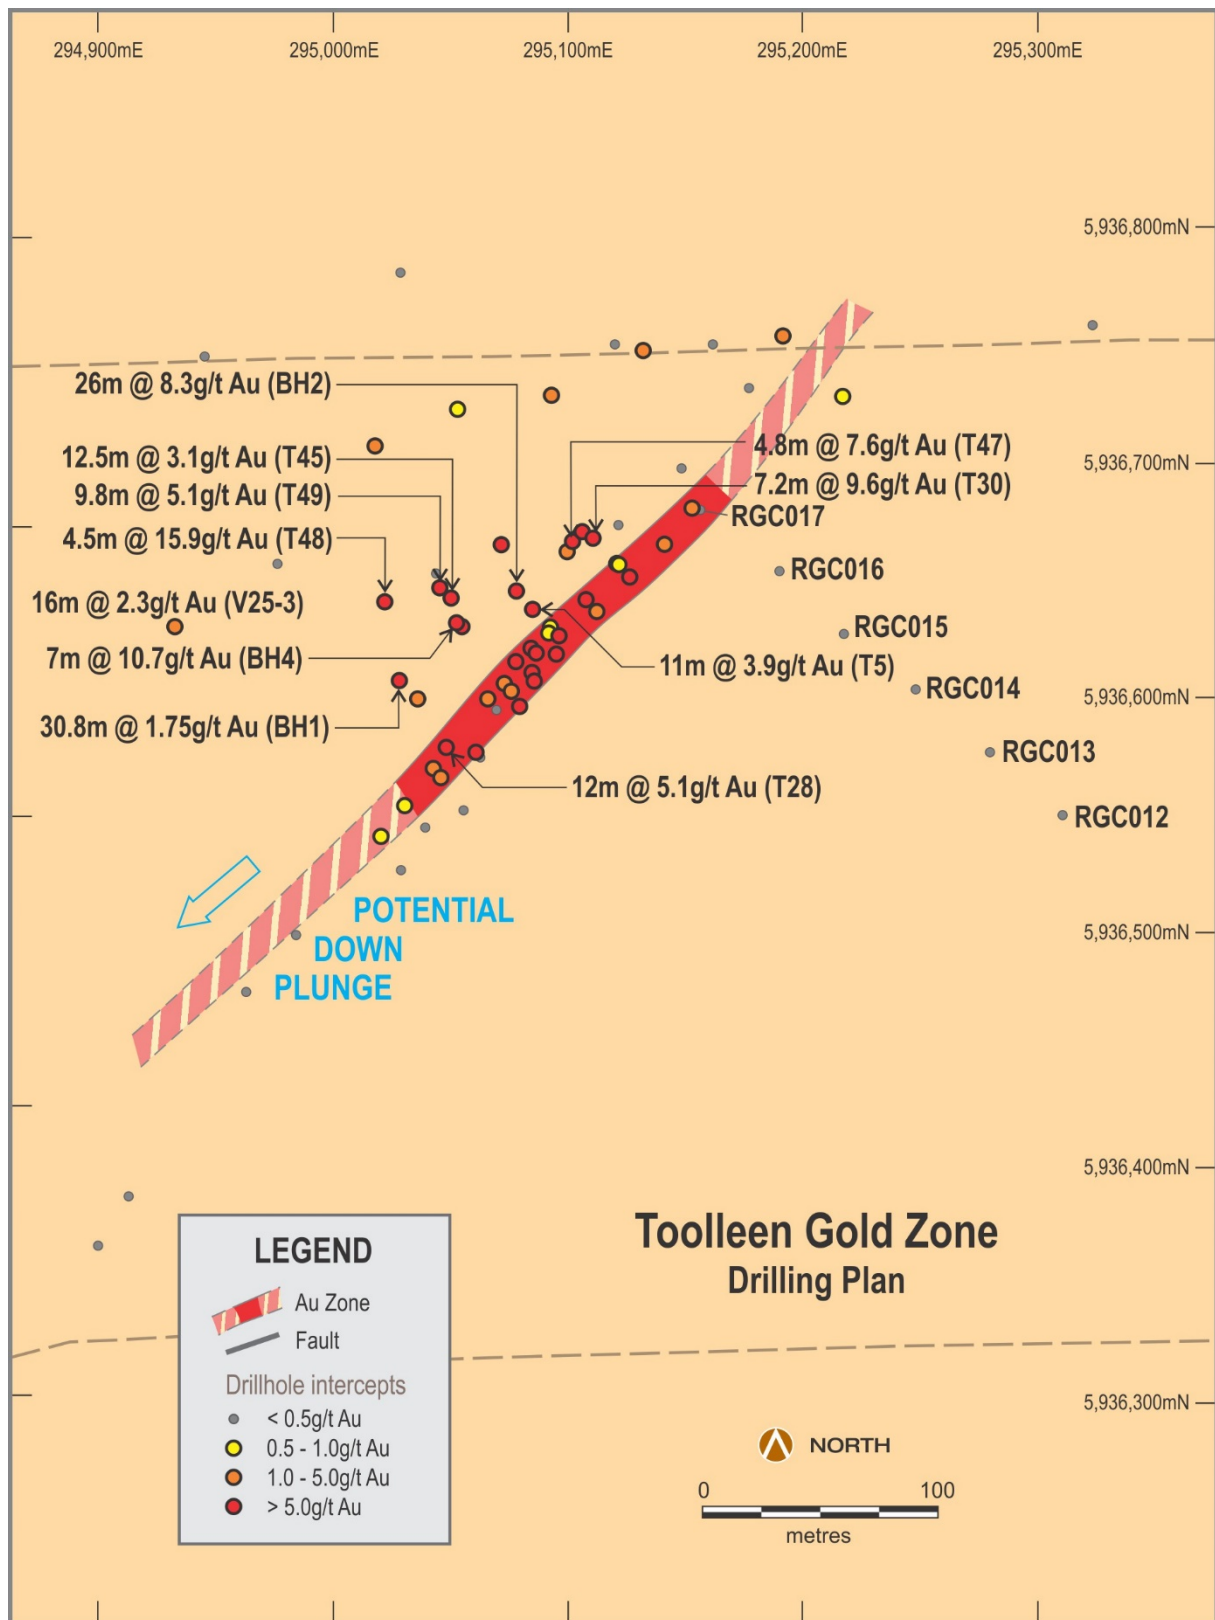 294,900mE
295,000mE
295,100mE
295,200mE
295,300mE
5,936,800mN
26m @ 8.3g/t Au (BH2)
12.5m @ 3.1g/t Au (T45)
4.8m @ 7.6g/t Au (T47)
5,936,700mN
9.8m @ 5.1g/t Au (T49)
7.2m @ 9.6g/t Au (T30)
RGC017
4.5m @ 15.9g/t Au (T48)
RGC016
16m @ 2.3g/t Au (V25-3)
RGC015
7m @ 10.7g/t Au (BH4)
11m @ 3.9g/t Au (T5)
RGC014
5,936,600mN
30.8m @ 1.75g/t Au (BH1)
RGC013
12m @ 5.1g/t Au (T28)
RGC012
POTENTIAL
DOWN
PLUNGE
5,936,500mN
5,936,400mN
Toolleen Gold Zone
Drilling Plan
LEGEND
Au Zone
Fault
Drillhole intercepts
< 0.5g/t Au
0.5 - 1.0g/t Au
1.0 - 5.0g/t Au
> 5.0g/t Au
5,936,300mN
NORTH
0 100
metres